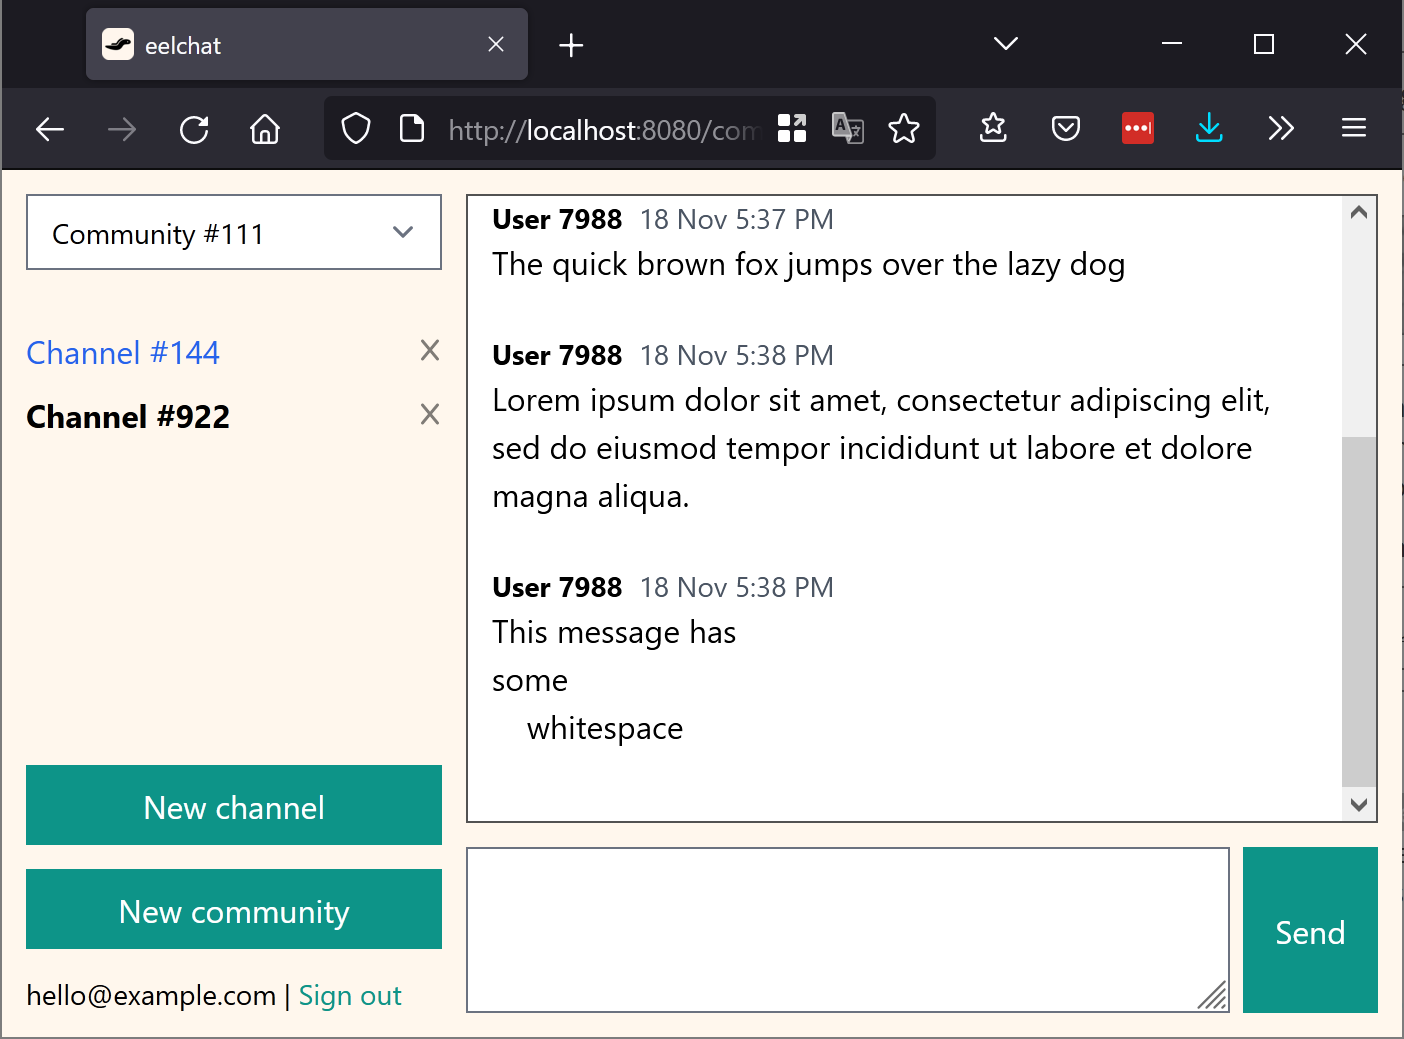 eelchat
http://localhost:8080/com
Community #111
Channel #144
Channel #922
New channel
New community
hello@example.com | Sign out
User 7988 18 Nov 5:37 PM
The quick brown fox jumps over the lazy dog
User 7988 18 Nov 5:38 PM
Lorem ipsum dolor sit amet, consectetur adipiscing elit,
sed do eiusmod tempor incididunt ut labore et dolore
magna aliqua.
User 7988 18 Nov 5:38 PM
This message has
some
    whitespace
Send